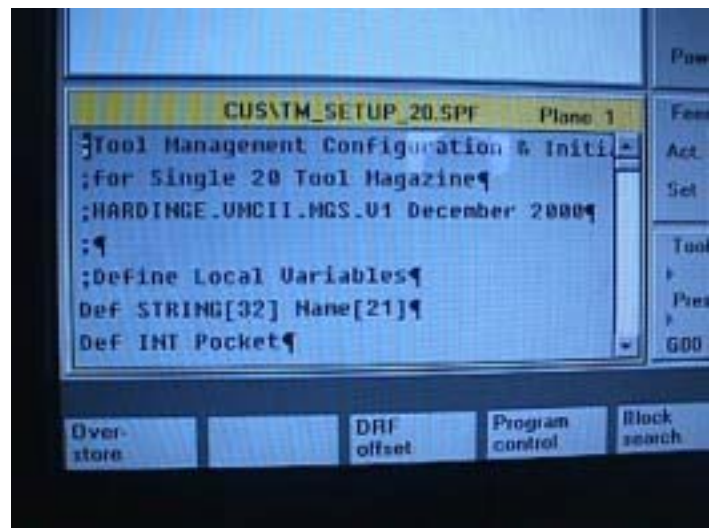 Pow
CUS\TM_SETUP_20.SPF Plane 1
;Tool Management Configuration & Initi
;for Single 20 Tool Magazine¶
;HARDINGE.VMCII.MGS.V1 December 2000¶
;¶
;Define Local Variables¶
Def STRING[32] Name[21]¶
Def INT Pocket¶
Feed
Act.
Set
Tool
Pres
G00
Over-
store
DRF
offset
Program
control
Block
search